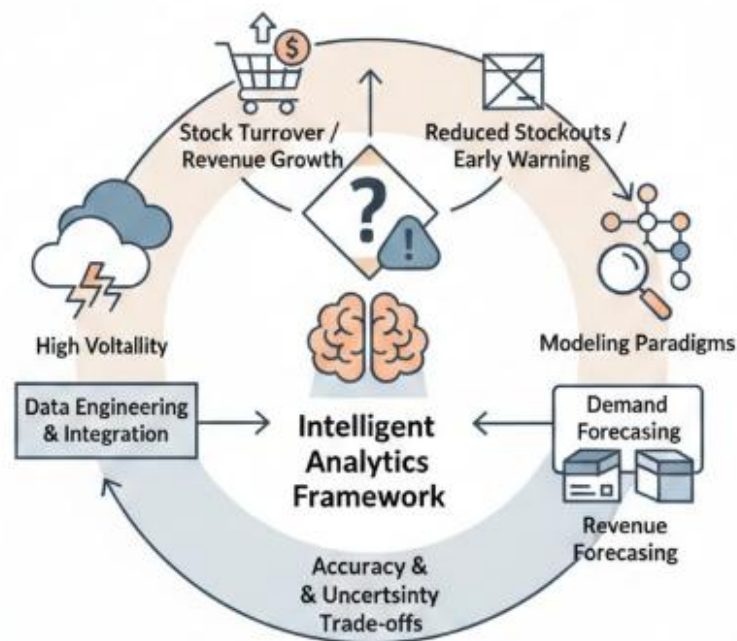 Stock Turnover /
Revenue Growth
Reduced Stockouts /
Early Warning
$
?
!
High Voltallity
Modeling Paradigms
Data Engineering
& Integration
Intelligent
Analytics
Framework
Demand
Forecasing
Revenue
Forecasing
Accuracy &
& Uncertsinty
Trade-offs